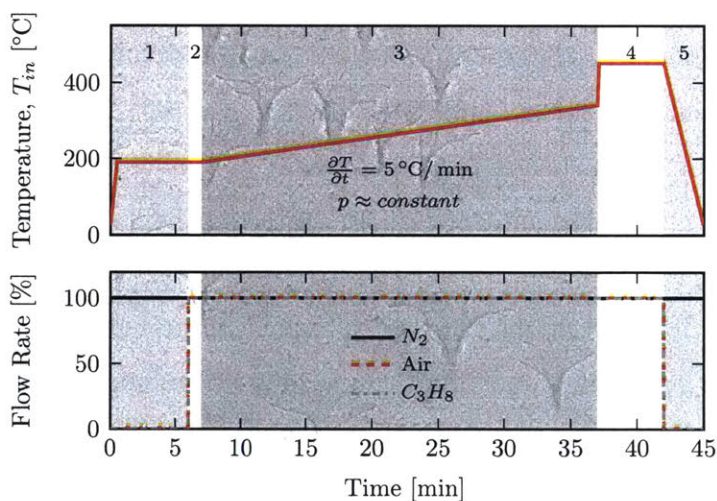 Temperature, T_in [°C]
400
200
0
1 2 3 4 5
∂T/∂t = 5 °C/min
p ≈ constant
Flow Rate [%]
100
50
0
N2
Air
C3H8
0 5 10 15 20 25 30 35 40 45
Time [min]